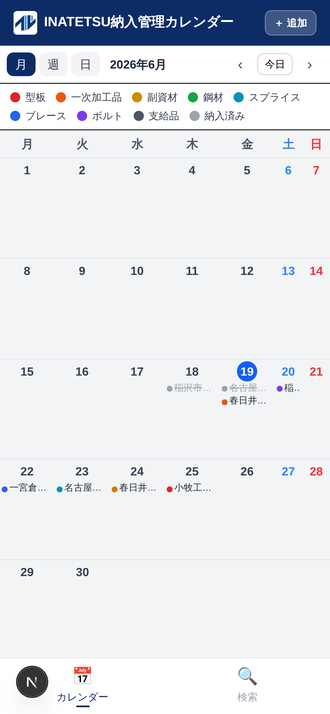 INATETSU納入管理カレンダー
+ 追加
月 週 日 2026年6月 ‹ 今日 ›
型板 一次加工品 副資材 鋼材 スプライス
ブレース ボルト 支給品 納入済み
月 火 水 木 金 土 日
1 2 3 4 5 6 7
8 9 10 11 12 13 14
15 16 17 18 19 20 21
稲沢市… 名古屋… 稲…
春日井…
22 23 24 25 26 27 28
一宮倉… 名古屋… 春日井… 小牧工…
29 30
N
カレンダー 検索